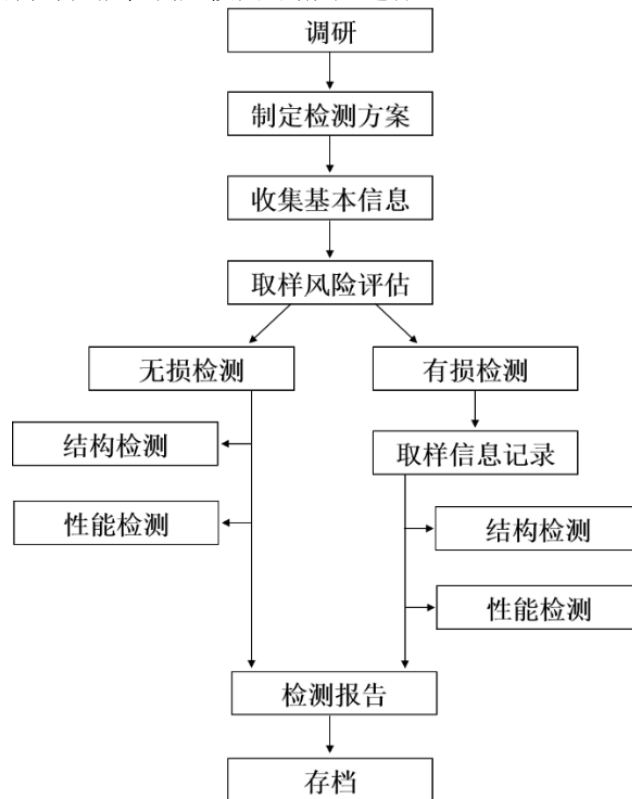 调研
制定检测方案
收集基本信息
取样风险评估
无损检测
有损检测
结构检测
取样信息记录
性能检测
结构检测
性能检测
检测报告
存档